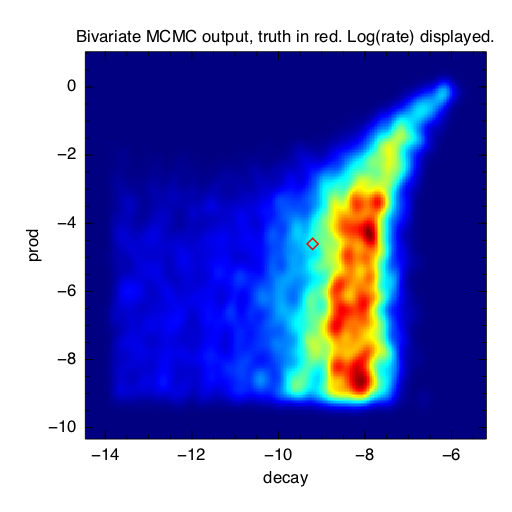 Bivariate MCMC output, truth in red. Log(rate) displayed.
0
−2
−4
−6
−8
−10
prod
−14 −12 −10 −8 −6
decay